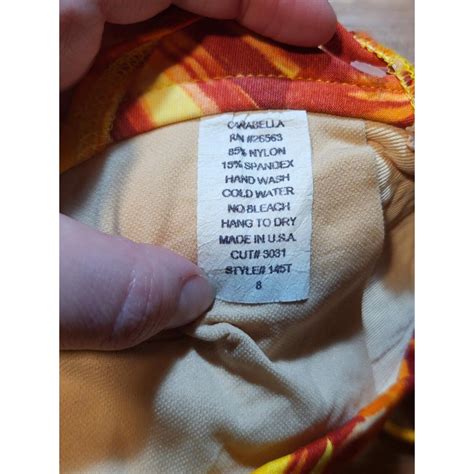 CARABELLA
RN #26563
85% NYLON
15% SPANDEX
HAND WASH
COLD WATER
NO BLEACH
HANG TO DRY
MADE IN U.S.A.
CUT# 3031
STYLE# 145T
8